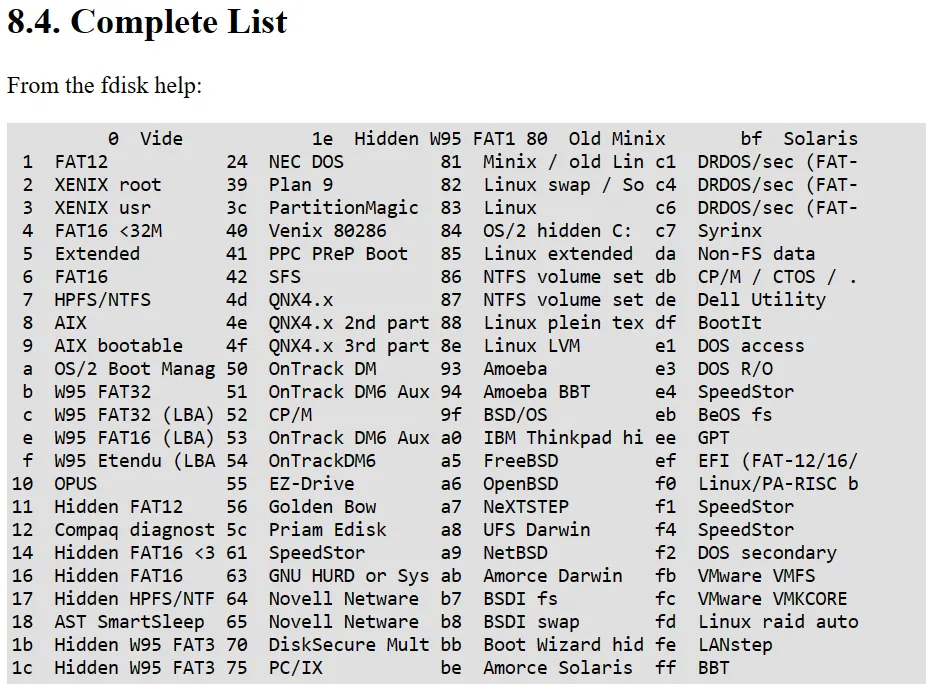 8.4. Complete List
From the fdisk help:
0  Vide            1e  Hidden W95 FAT1 80  Old Minix       bf  Solaris
1  FAT12           24  NEC DOS         81  Minix / old Lin c1  DRDOS/sec (FAT-
2  XENIX root      39  Plan 9          82  Linux swap / So c4  DRDOS/sec (FAT-
3  XENIX usr       3c  PartitionMagic  83  Linux           c6  DRDOS/sec (FAT-
4  FAT16 <32M      40  Venix 80286     84  OS/2 hidden C:  c7  Syrinx
5  Extended        41  PPC PReP Boot   85  Linux extended  da  Non-FS data
6  FAT16           42  SFS             86  NTFS volume set db  CP/M / CTOS / .
7  HPFS/NTFS       4d  QNX4.x          87  NTFS volume set de  Dell Utility
8  AIX             4e  QNX4.x 2nd part 88  Linux plein tex df  BootIt
9  AIX bootable    4f  QNX4.x 3rd part 8e  Linux LVM       e1  DOS access
a  OS/2 Boot Manag 50  OnTrack DM      93  Amoeba          e3  DOS R/O
b  W95 FAT32       51  OnTrack DM6 Aux 94  Amoeba BBT      e4  SpeedStor
c  W95 FAT32 (LBA) 52  CP/M            9f  BSD/OS          eb  BeOS fs
e  W95 FAT16 (LBA) 53  OnTrack DM6 Aux a0  IBM Thinkpad hi ee  GPT
f  W95 Etendu (LBA 54  OnTrackDM6      a5  FreeBSD         ef  EFI (FAT-12/16/
10  OPUS            55  EZ-Drive        a6  OpenBSD         f0  Linux/PA-RISC b
11  Hidden FAT12    56  Golden Bow      a7  NeXTSTEP        f1  SpeedStor
12  Compaq diagnost 5c  Priam Edisk     a8  UFS Darwin      f4  SpeedStor
14  Hidden FAT16 <3 61  SpeedStor       a9  NetBSD          f2  DOS secondary
16  Hidden FAT16    63  GNU HURD or Sys ab  Amorce Darwin   fb  VMware VMFS
17  Hidden HPFS/NTF 64  Novell Netware  b7  BSDI fs         fc  VMware VMKCORE
18  AST SmartSleep  65  Novell Netware  b8  BSDI swap       fd  Linux raid auto
1b  Hidden W95 FAT3 70  DiskSecure Mult bb  Boot Wizard hid fe  LANstep
1c  Hidden W95 FAT3 75  PC/IX           be  Amorce Solaris  ff  BBT